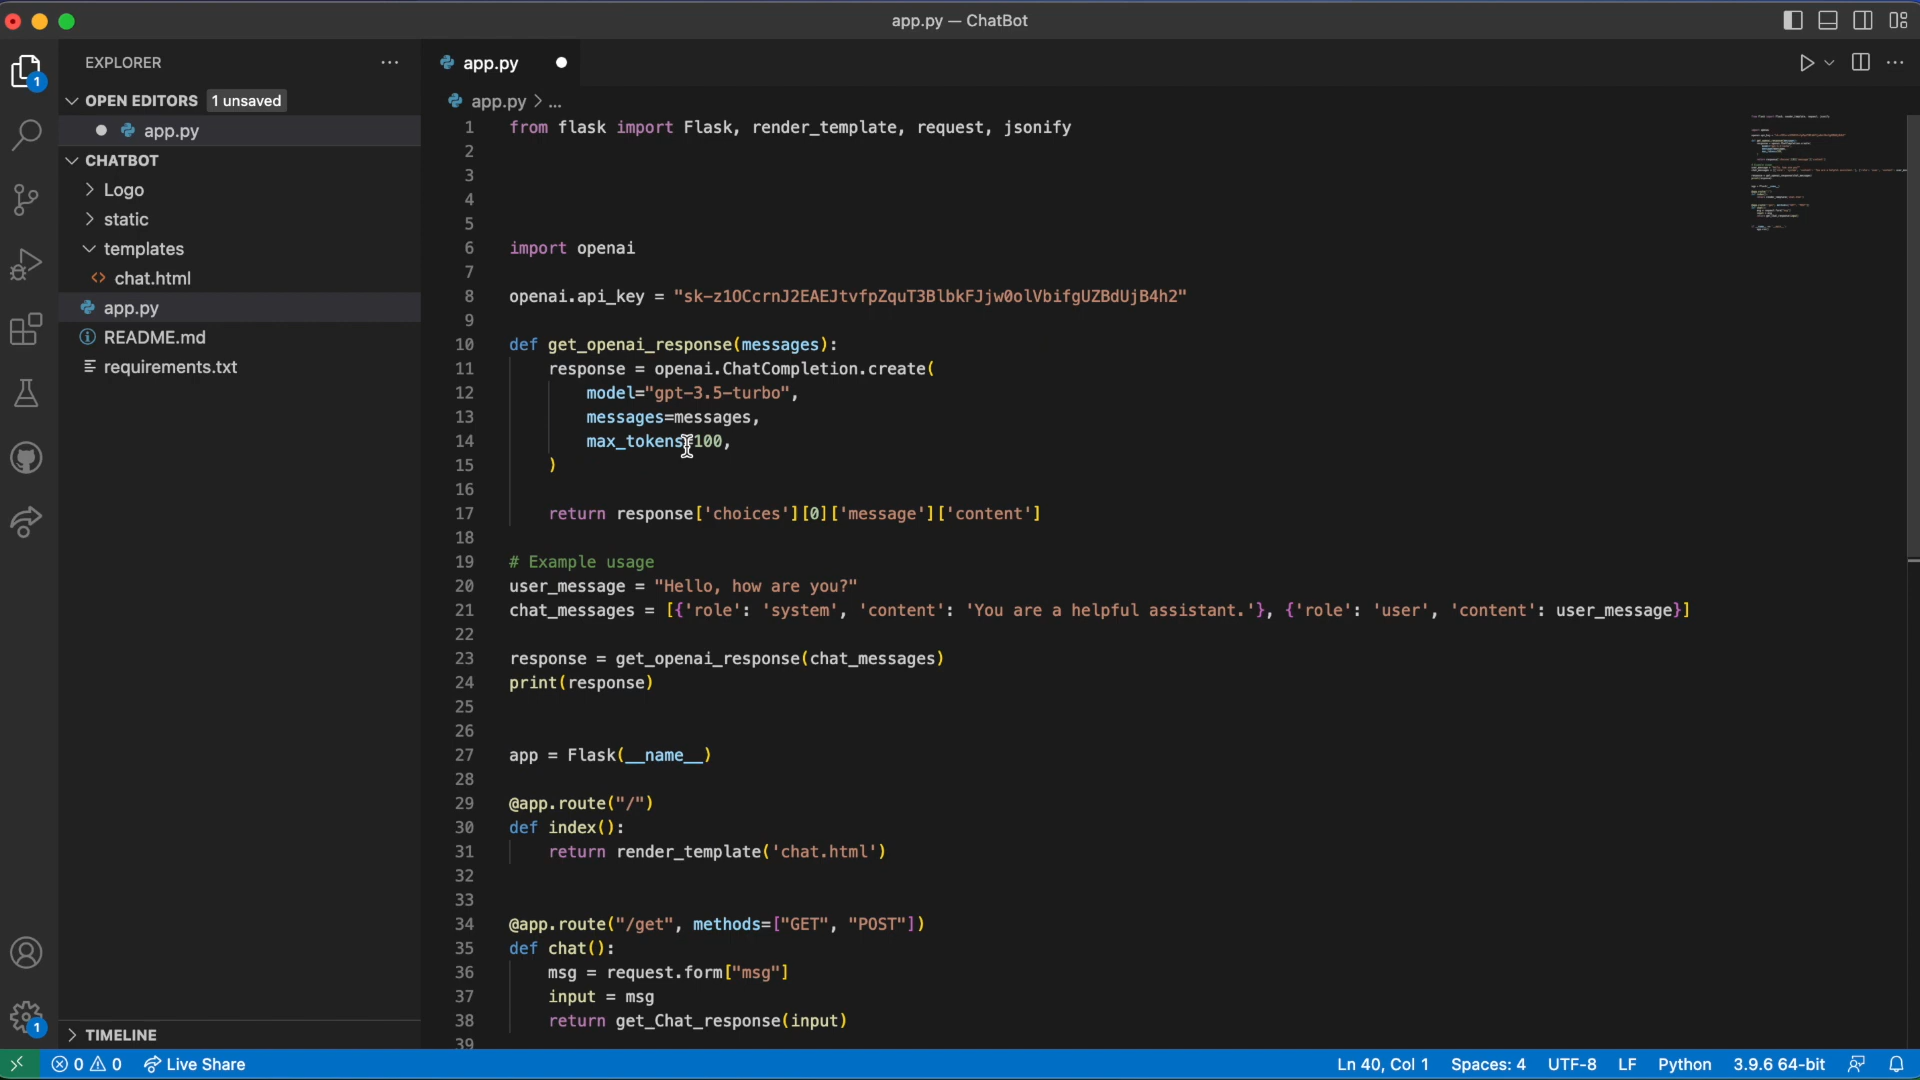 app.py — ChatBot
EXPLORER
OPEN EDITORS 1 unsaved
app.py
CHATBOT
Logo
static
templates
chat.html
app.py
README.md
requirements.txt
TIMELINE
1
1
app.py
app.py > ...
1 from flask import Flask, render_template, request, jsonify
2
3
4
5
6 import openai
7
8 openai.api_key = "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"
9
10 def get_openai_response(messages):
11 response = openai.ChatCompletion.create(
12 model="gpt-3.5-turbo",
13 messages=messages,
14 max_tokens=100,
15 )
16
17 return response['choices'][0]['message']['content']
18
19 # Example usage
20 user_message = "Hello, how are you?"
21 chat_messages = [{'role': 'system', 'content': 'You are a helpful assistant.'}, {'role': 'user', 'content': user_message}]
22
23 response = get_openai_response(chat_messages)
24 print(response)
25
26
27 app = Flask(__name__)
28
29 @app.route("/")
30 def index():
31 return render_template('chat.html')
32
33
34 @app.route("/get", methods=["GET", "POST"])
35 def chat():
36 msg = request.form["msg"]
37 input = msg
38 return get_Chat_response(input)
39
0 0 Live Share
Ln 40, Col 1 Spaces: 4 UTF-8 LF Python 3.9.6 64-bit